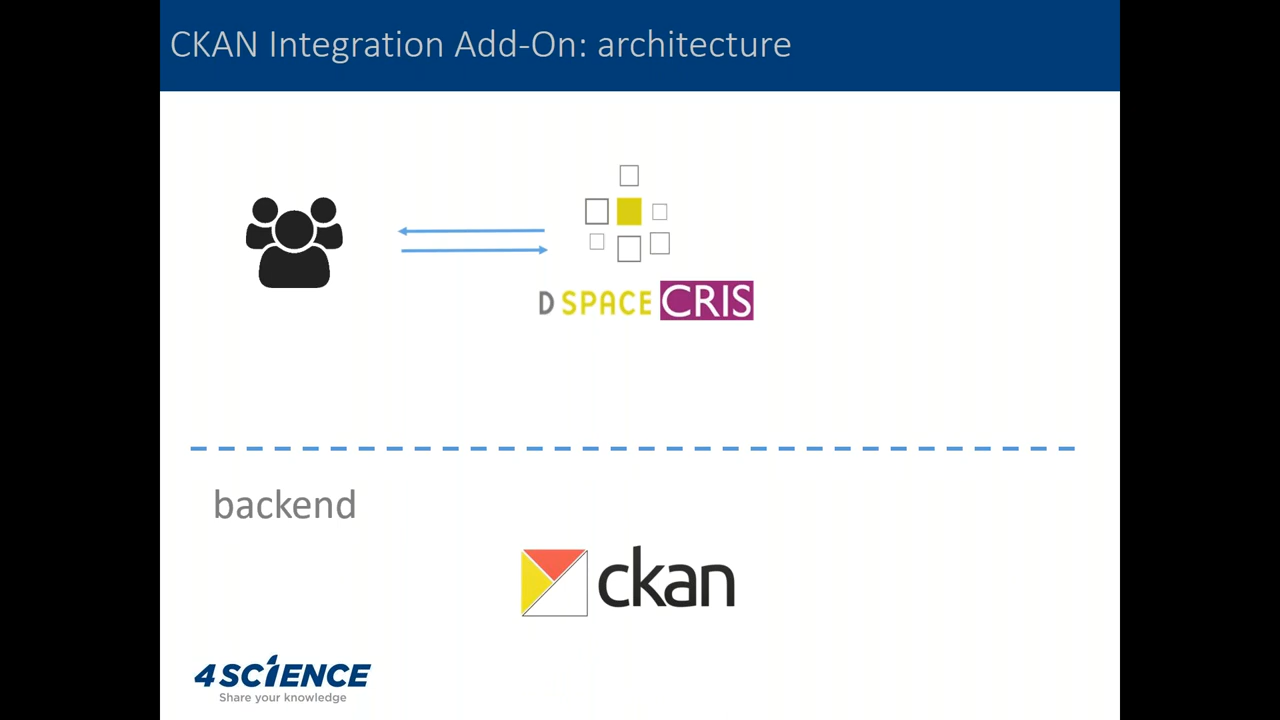 CKAN Integration Add-On: architecture
D SPACE CRIS
backend
ckan
4SCIENCE
Share your knowledge